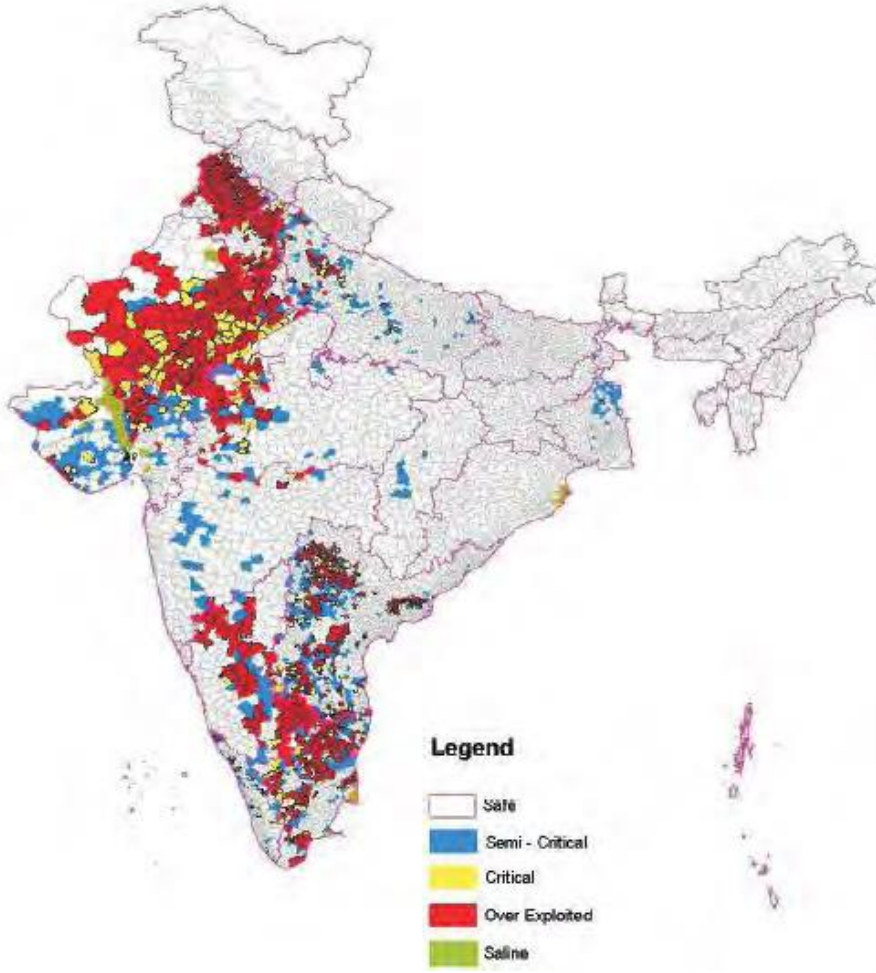 Legend
Safe
Semi - Critical
Critical
Over Exploited
Saline